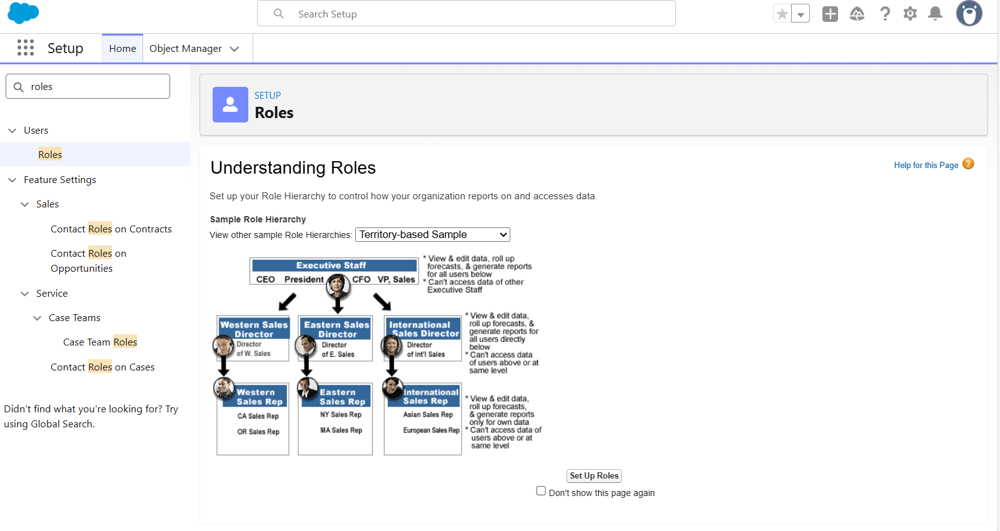 Search Setup
Setup
Home
Object Manager
roles
Users
Roles
Feature Settings
Sales
Contact Roles on Contracts
Contact Roles on
Opportunities
Service
Case Teams
Case Team Roles
Contact Roles on Cases
Didn't find what you're looking for? Try
using Global Search.
SETUP
Roles
Understanding Roles
Help for this Page ?
Set up your Role Hierarchy to control how your organization reports on and accesses data.
Sample Role Hierarchy
View other sample Role Hierarchies: Territory-based Sample
Executive Staff
CEO President CFO VP, Sales
* View & edit data, roll up
forecasts, & generate reports
for all users below
* Can't access data of other
Executive Staff
Western Sales
Director
Director
of W. Sales
Eastern Sales
Director
Director
of E. Sales
International
Sales Director
Director
of Int'l Sales
* View & edit data,
roll up forecasts, &
generate reports for
all users directly
below
* Can't access data
of users above or at
same level
Western
Sales Rep
CA Sales Rep
OR Sales Rep
Eastern
Sales Rep
NY Sales Rep
MA Sales Rep
International
Sales Rep
Asian Sales Rep
European Sales Rep
* View & edit data,
roll up forecasts,
& generate reports
only for own data
* Can't access data of
users above or at
same level
Set Up Roles
Don't show this page again